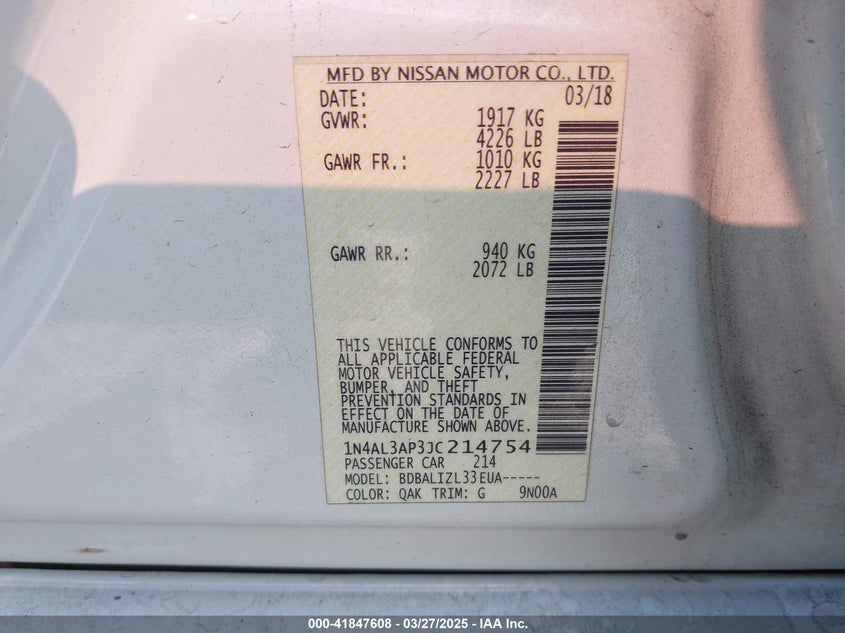 MFD BY NISSAN MOTOR CO., LTD.
DATE: 03/18
GVWR: 1917 KG
4226 LB
GAWR FR.: 1010 KG
2227 LB
GAWR RR.: 940 KG
2072 LB
THIS VEHICLE CONFORMS TO
ALL APPLICABLE FEDERAL
MOTOR VEHICLE SAFETY,
BUMPER, AND THEFT
PREVENTION STANDARDS IN
EFFECT ON THE DATE OF
MANUFACTURE SHOWN ABOVE.
1N4AL3AP3JC214754
PASSENGER CAR 214
MODEL: BDBALIZL33EUA-----
COLOR: QAK TRIM: G 9N00A
000-41847608 - 03/27/2025 - IAA Inc.